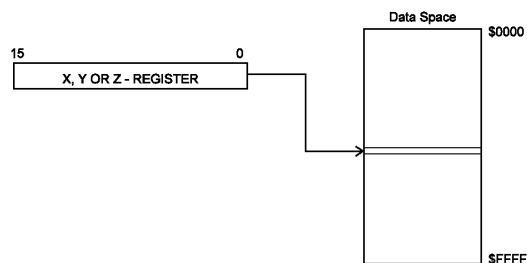 Data Space
$0000
15 0
X, Y OR Z - REGISTER
$FFFF